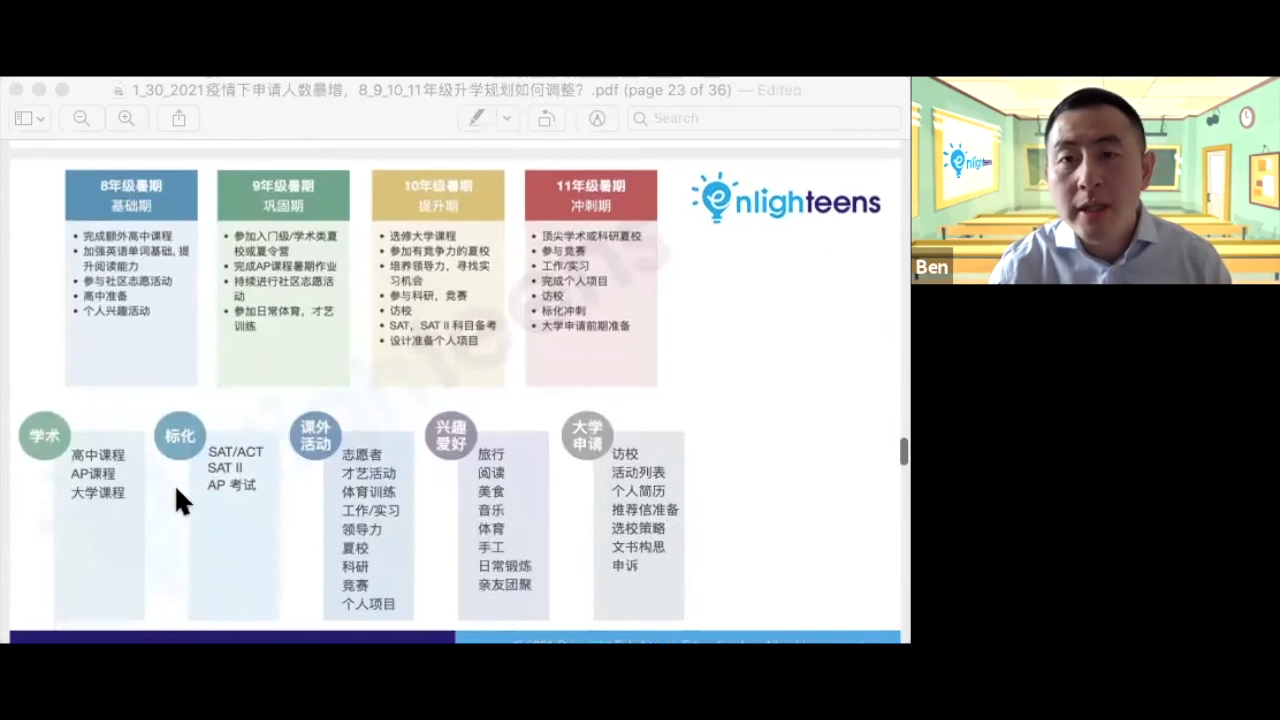 1_30_2021疫情下申请人数暴增，8_9_10_11年级升学规划如何调整？.pdf (page 23 of 36) — Edited
Search
8年级暑期
基础期
完成额外高中课程
加强英语单词基础, 提
升阅读能力
参与社区志愿活动
高中准备
个人兴趣活动
9年级暑期
巩固期
参加入门级/学术类夏
校或夏令营
完成AP课程暑期作业
持续进行社区志愿活
动
参加日常体育，才艺
训练
10年级暑期
提升期
选修大学课程
参加有竞争力的夏校
培养领导力，寻找实
习机会
参与科研，竞赛
访校
SAT，SAT II 科目备考
设计准备个人项目
11年级暑期
冲刺期
顶尖学术或科研夏校
参与竞赛
工作/实习
完成个人项目
访校
标化冲刺
大学申请前期准备
enlighteens
学术
高中课程
AP课程
大学课程
标化
SAT/ACT
SAT II
AP 考试
课外
活动
志愿者
才艺活动
体育训练
工作/实习
领导力
夏校
科研
竞赛
个人项目
兴趣
爱好
旅行
阅读
美食
音乐
体育
手工
日常锻炼
亲友团聚
大学
申请
访校
活动列表
个人简历
推荐信准备
选校策略
文书构思
申诉
enlighteens
Ben